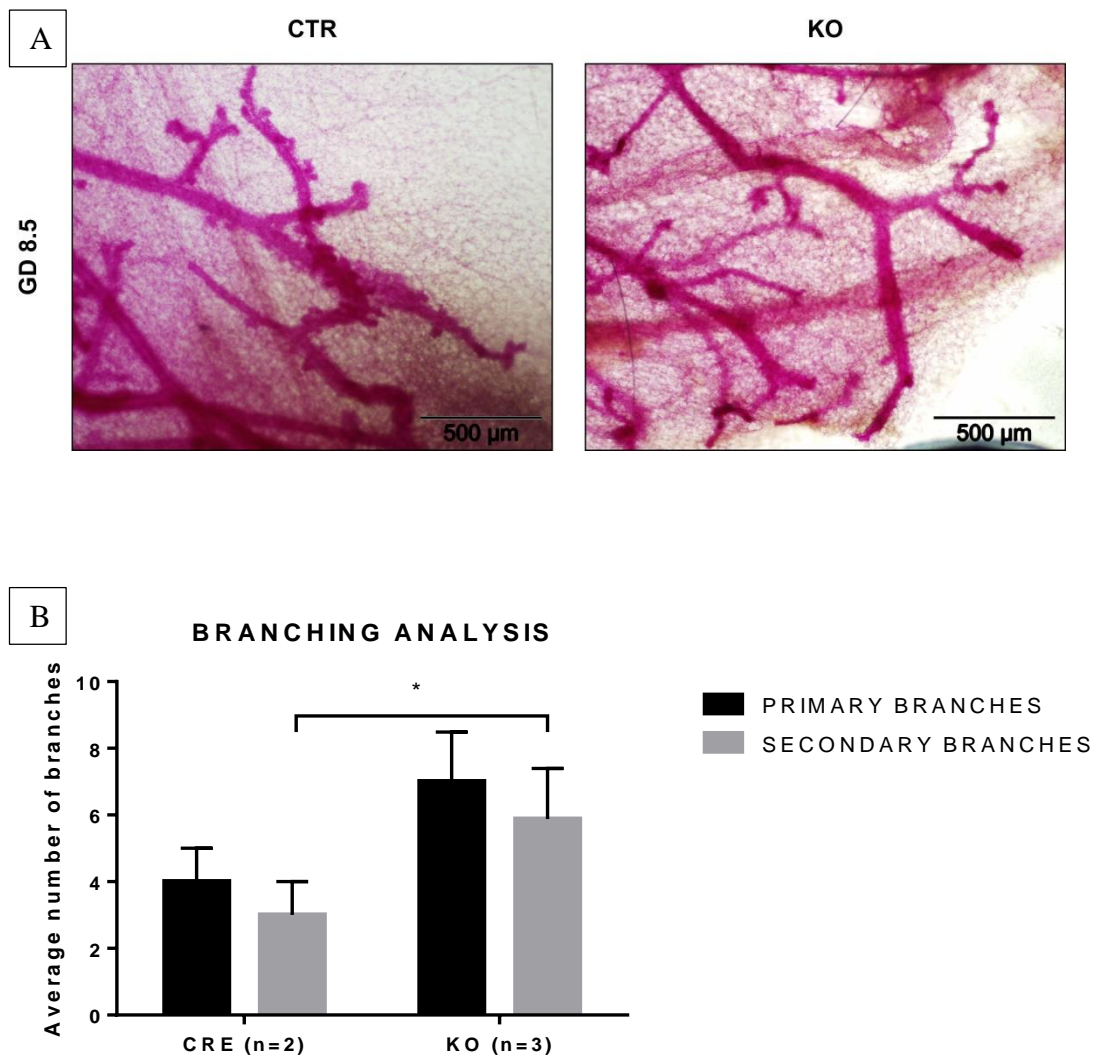 A
CTR
KO
GD 8.5
500 µm
500 µm
B
BRANCHING ANALYSIS
Average number of branches
10
8
6
4
2
0
*
CRE (n=2)
KO (n=3)
PRIMARY BRANCHES
SECONDARY BRANCHES